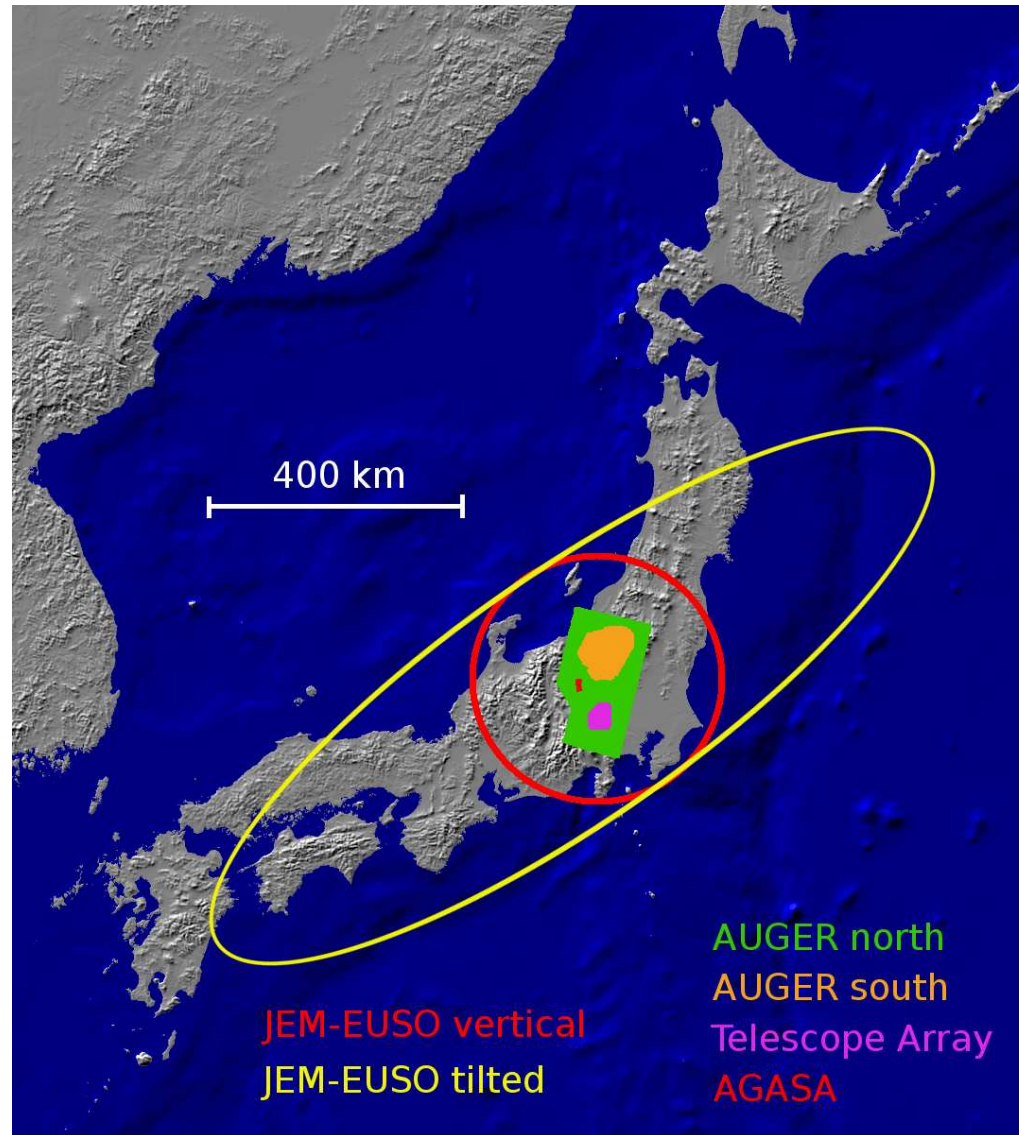 400 km
AUGER north
AUGER south
JEM-EUSO vertical
Telescope Array
JEM-EUSO tilted
AGASA